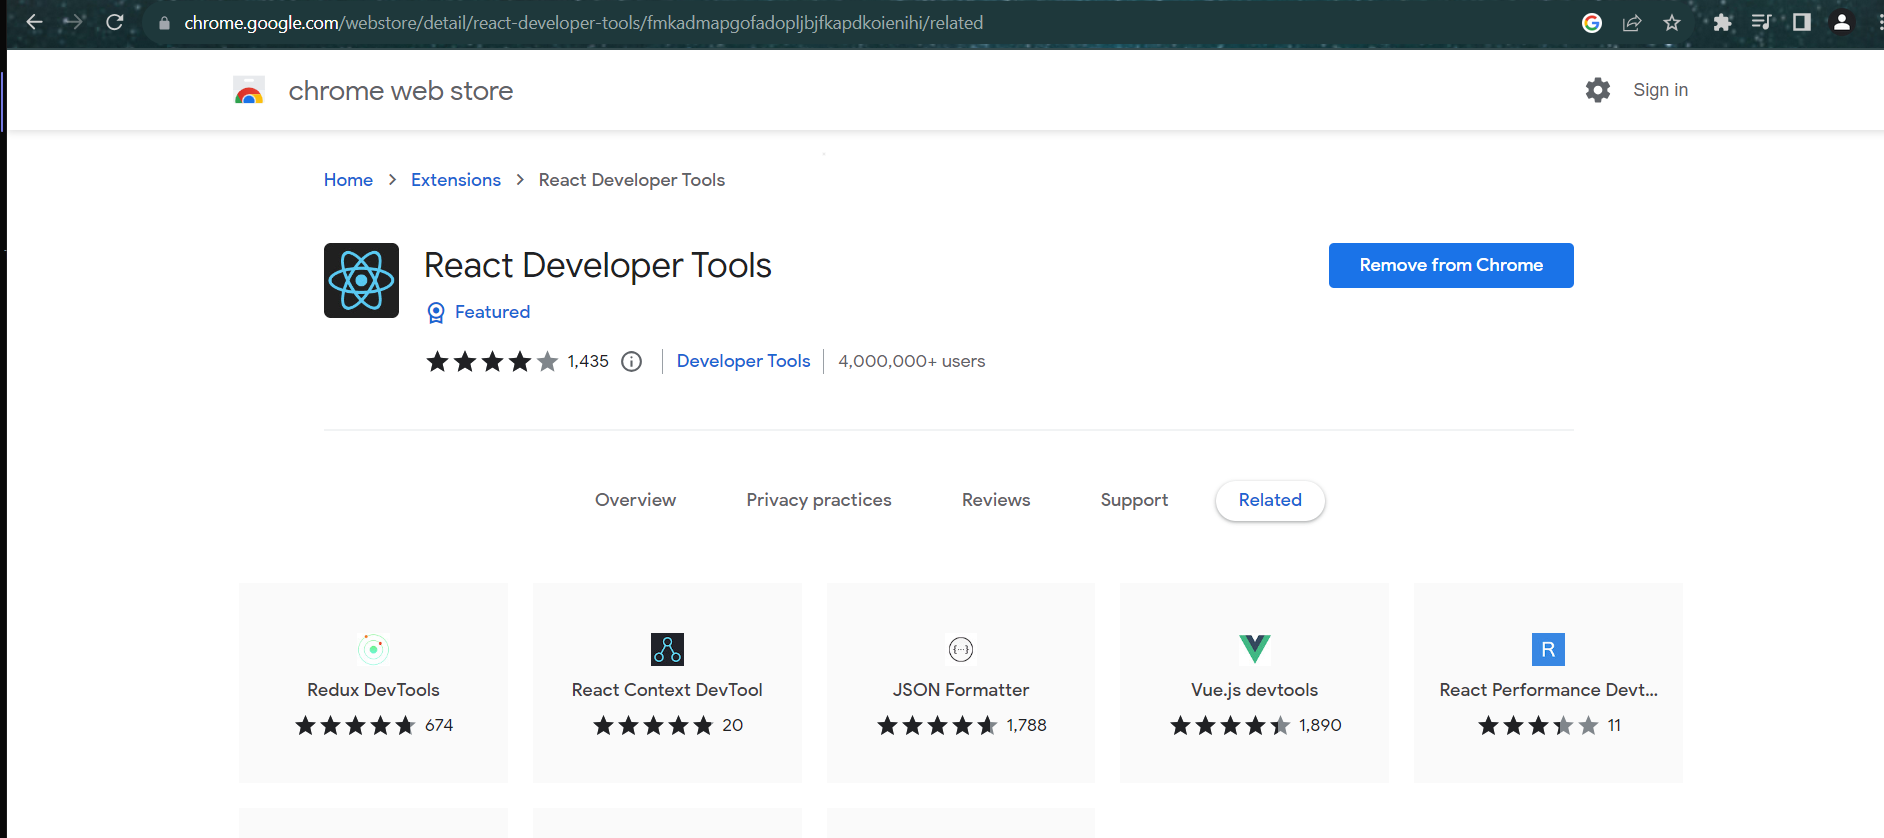 chrome.google.com/webstore/detail/react-developer-tools/fmkadmapgofadopljbjfkapdkoienihi/related
chrome web store
Sign in
Home > Extensions > React Developer Tools
React Developer Tools
Remove from Chrome
Featured
1,435
Developer Tools
4,000,000+ users
Overview
Privacy practices
Reviews
Support
Related
{···}
R
Redux DevTools
React Context DevTool
JSON Formatter
Vue.js devtools
React Performance Devt...
674
20
1,788
1,890
11